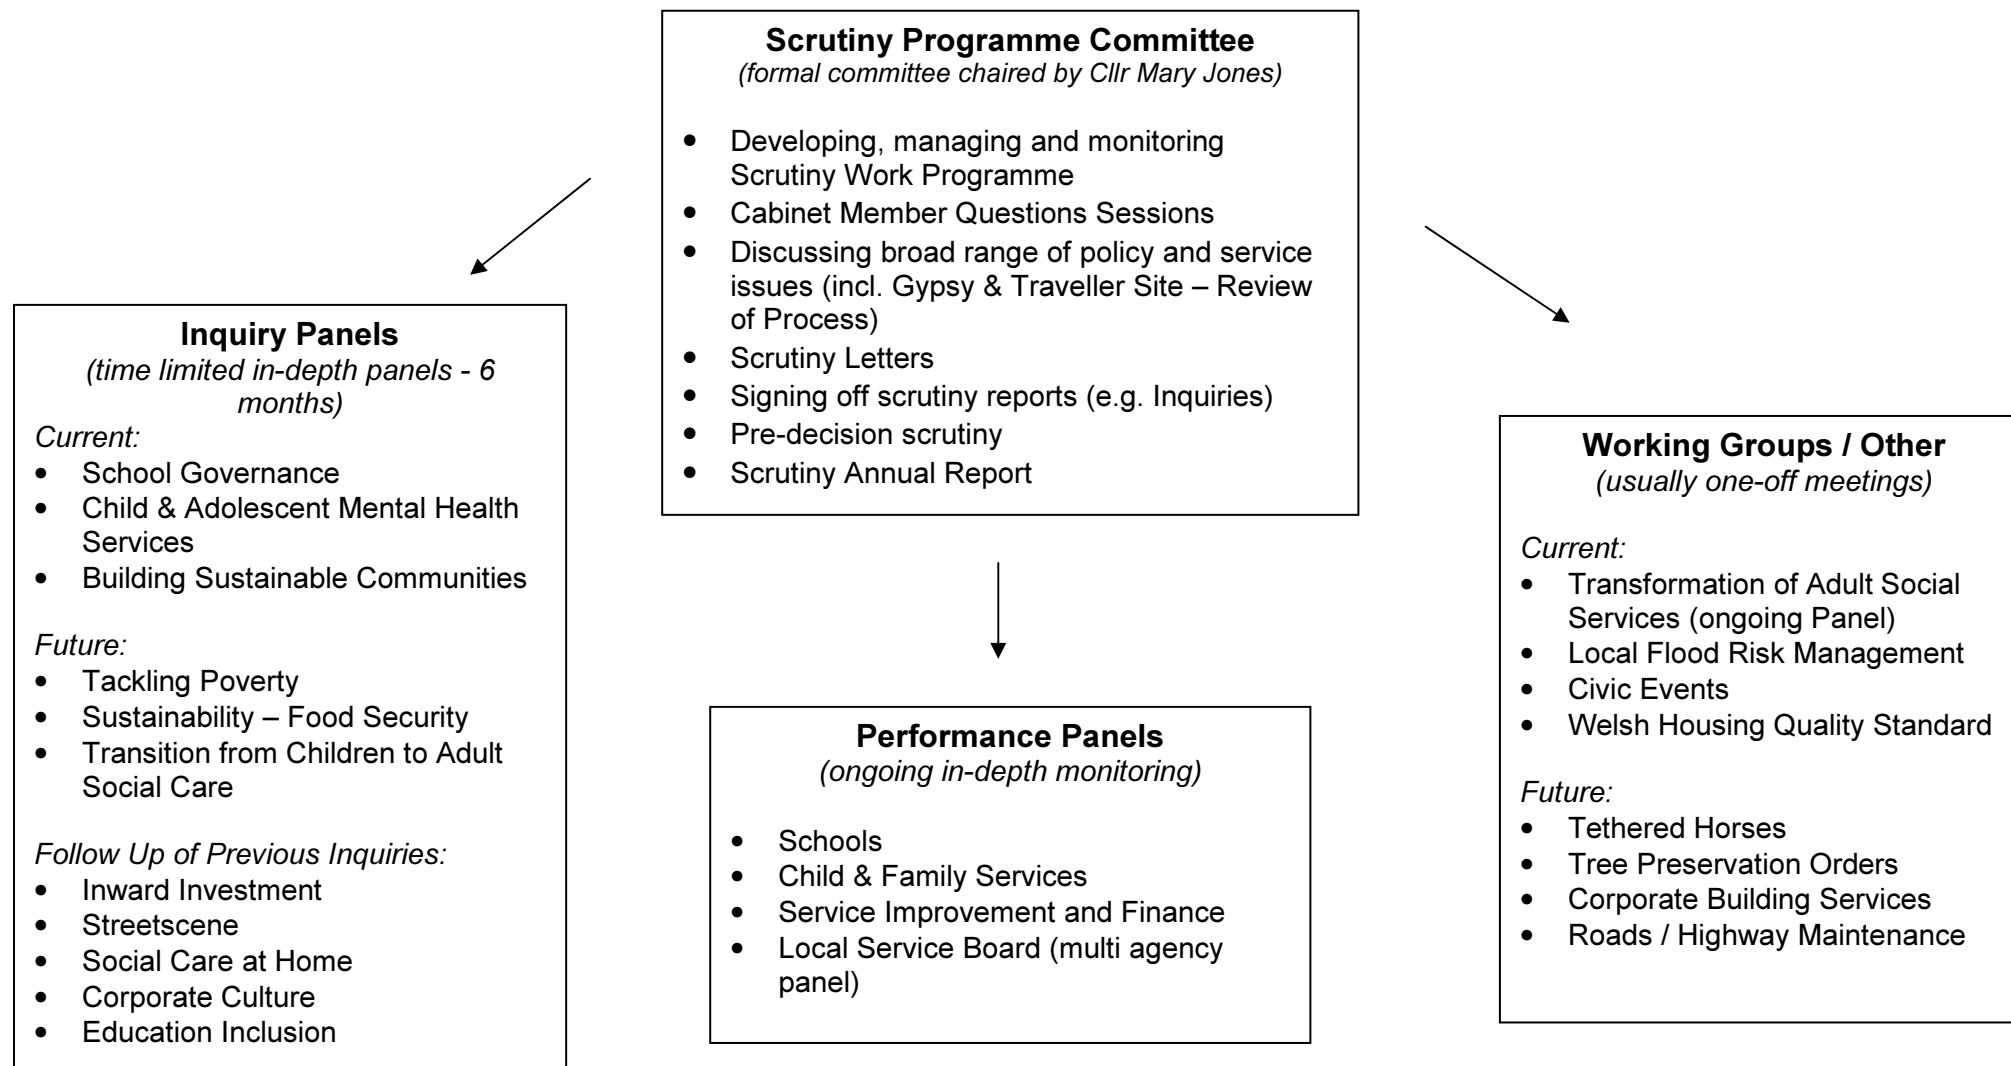 Scrutiny Programme Committee
(formal committee chaired by Cllr Mary Jones)
• Developing, managing and monitoring
Scrutiny Work Programme
• Cabinet Member Questions Sessions
• Discussing broad range of policy and service
issues (incl. Gypsy & Traveller Site – Review
of Process)
• Scrutiny Letters
• Signing off scrutiny reports (e.g. Inquiries)
• Pre-decision scrutiny
• Scrutiny Annual Report
Inquiry Panels
(time limited in-depth panels - 6
months)
Current:
• School Governance
• Child & Adolescent Mental Health
Services
• Building Sustainable Communities
Future:
• Tackling Poverty
• Sustainability – Food Security
• Transition from Children to Adult
Social Care
Follow Up of Previous Inquiries:
• Inward Investment
• Streetscene
• Social Care at Home
• Corporate Culture
• Education Inclusion
Performance Panels
(ongoing in-depth monitoring)
• Schools
• Child & Family Services
• Service Improvement and Finance
• Local Service Board (multi agency
panel)
Working Groups / Other
(usually one-off meetings)
Current:
• Transformation of Adult Social
Services (ongoing Panel)
• Local Flood Risk Management
• Civic Events
• Welsh Housing Quality Standard
Future:
• Tethered Horses
• Tree Preservation Orders
• Corporate Building Services
• Roads / Highway Maintenance